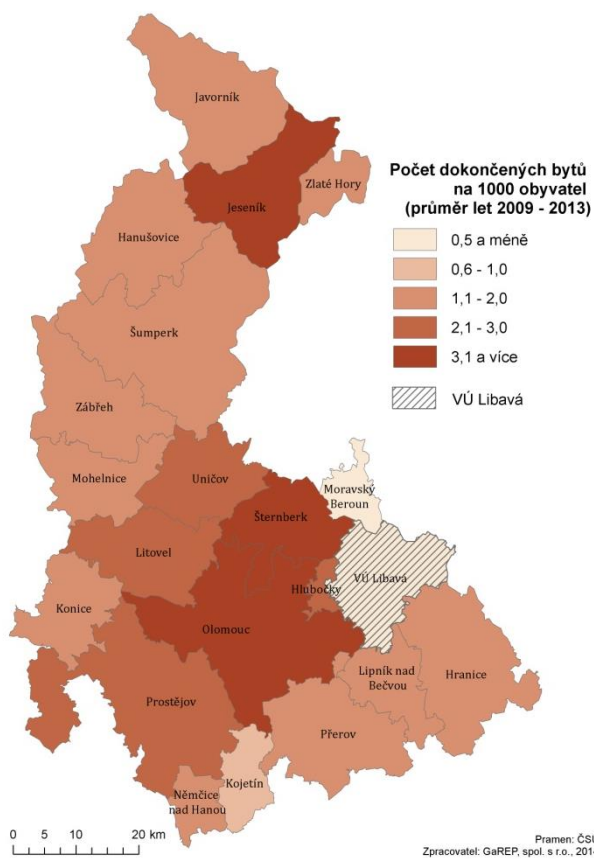 Javorník
Zlaté Hory
Jeseník
Hanušovice
Šumperk
Zábřeh
Mohelnice
Uničov
Moravský
Beroun
Šternberk
Litovel
VÚ Libavá
Hlubočky
Konice
Olomouc
Lipník nad
Bečvou
Hranice
Prostějov
Přerov
Kojetín
Němčice
nad Hanou
Počet dokončených bytů
na 1000 obyvatel
(průměr let 2009 - 2013)
0,5 a méně
0,6 - 1,0
1,1 - 2,0
2,1 - 3,0
3,1 a více
VÚ Libavá
0 5 10 20 km
Pramen: ČSÚ
Zpracovatel: GaREP, spol. s r.o., 201